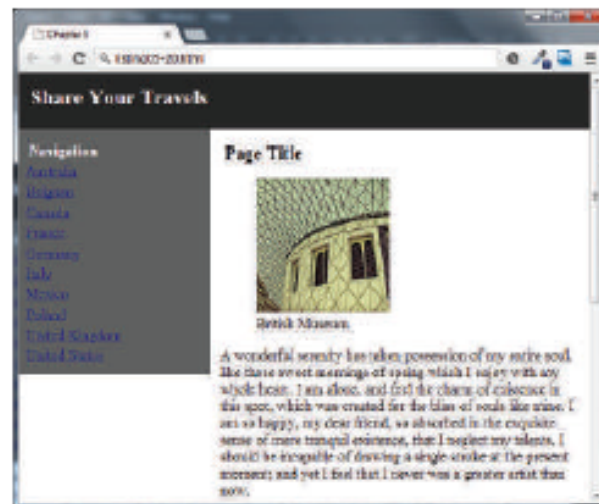 Chapter 5
listing05-20.html
Share Your Travels
Navigation
Australia
Belgium
Canada
France
Germany
Italy
Mexico
Poland
United Kingdom
United States
Page Title
British Museum
A wonderful serenity has taken possession of my entire soul,
like these sweet mornings of spring which I enjoy with my
whole heart. I am alone, and feel the charm of existence in
this spot, which was created for the bliss of souls like mine. I
am so happy, my dear friend, so absorbed in the exquisite
sense of mere tranquil existence, that I neglect my talents. I
should be incapable of drawing a single stroke at the present
moment; and yet I feel that I never was a greater artist than
now.